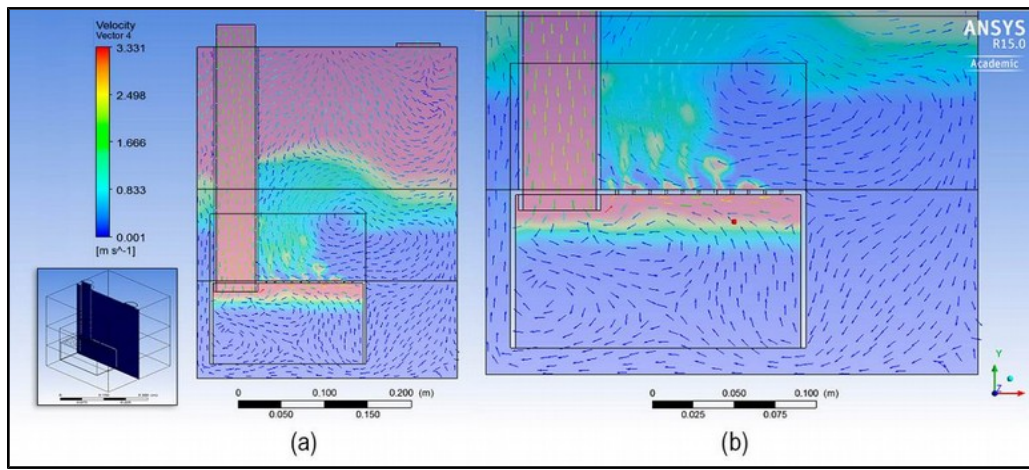 Velocity
Vector 4
3.331
2.498
1.666
0.833
0.001
[m s^-1]
0 0.100 0.200 (m)
0.050 0.150
(a)
ANSYS
R15.0
Academic
0 0.050 0.100 (m)
0.025 0.075
(b)
Y
Z
X